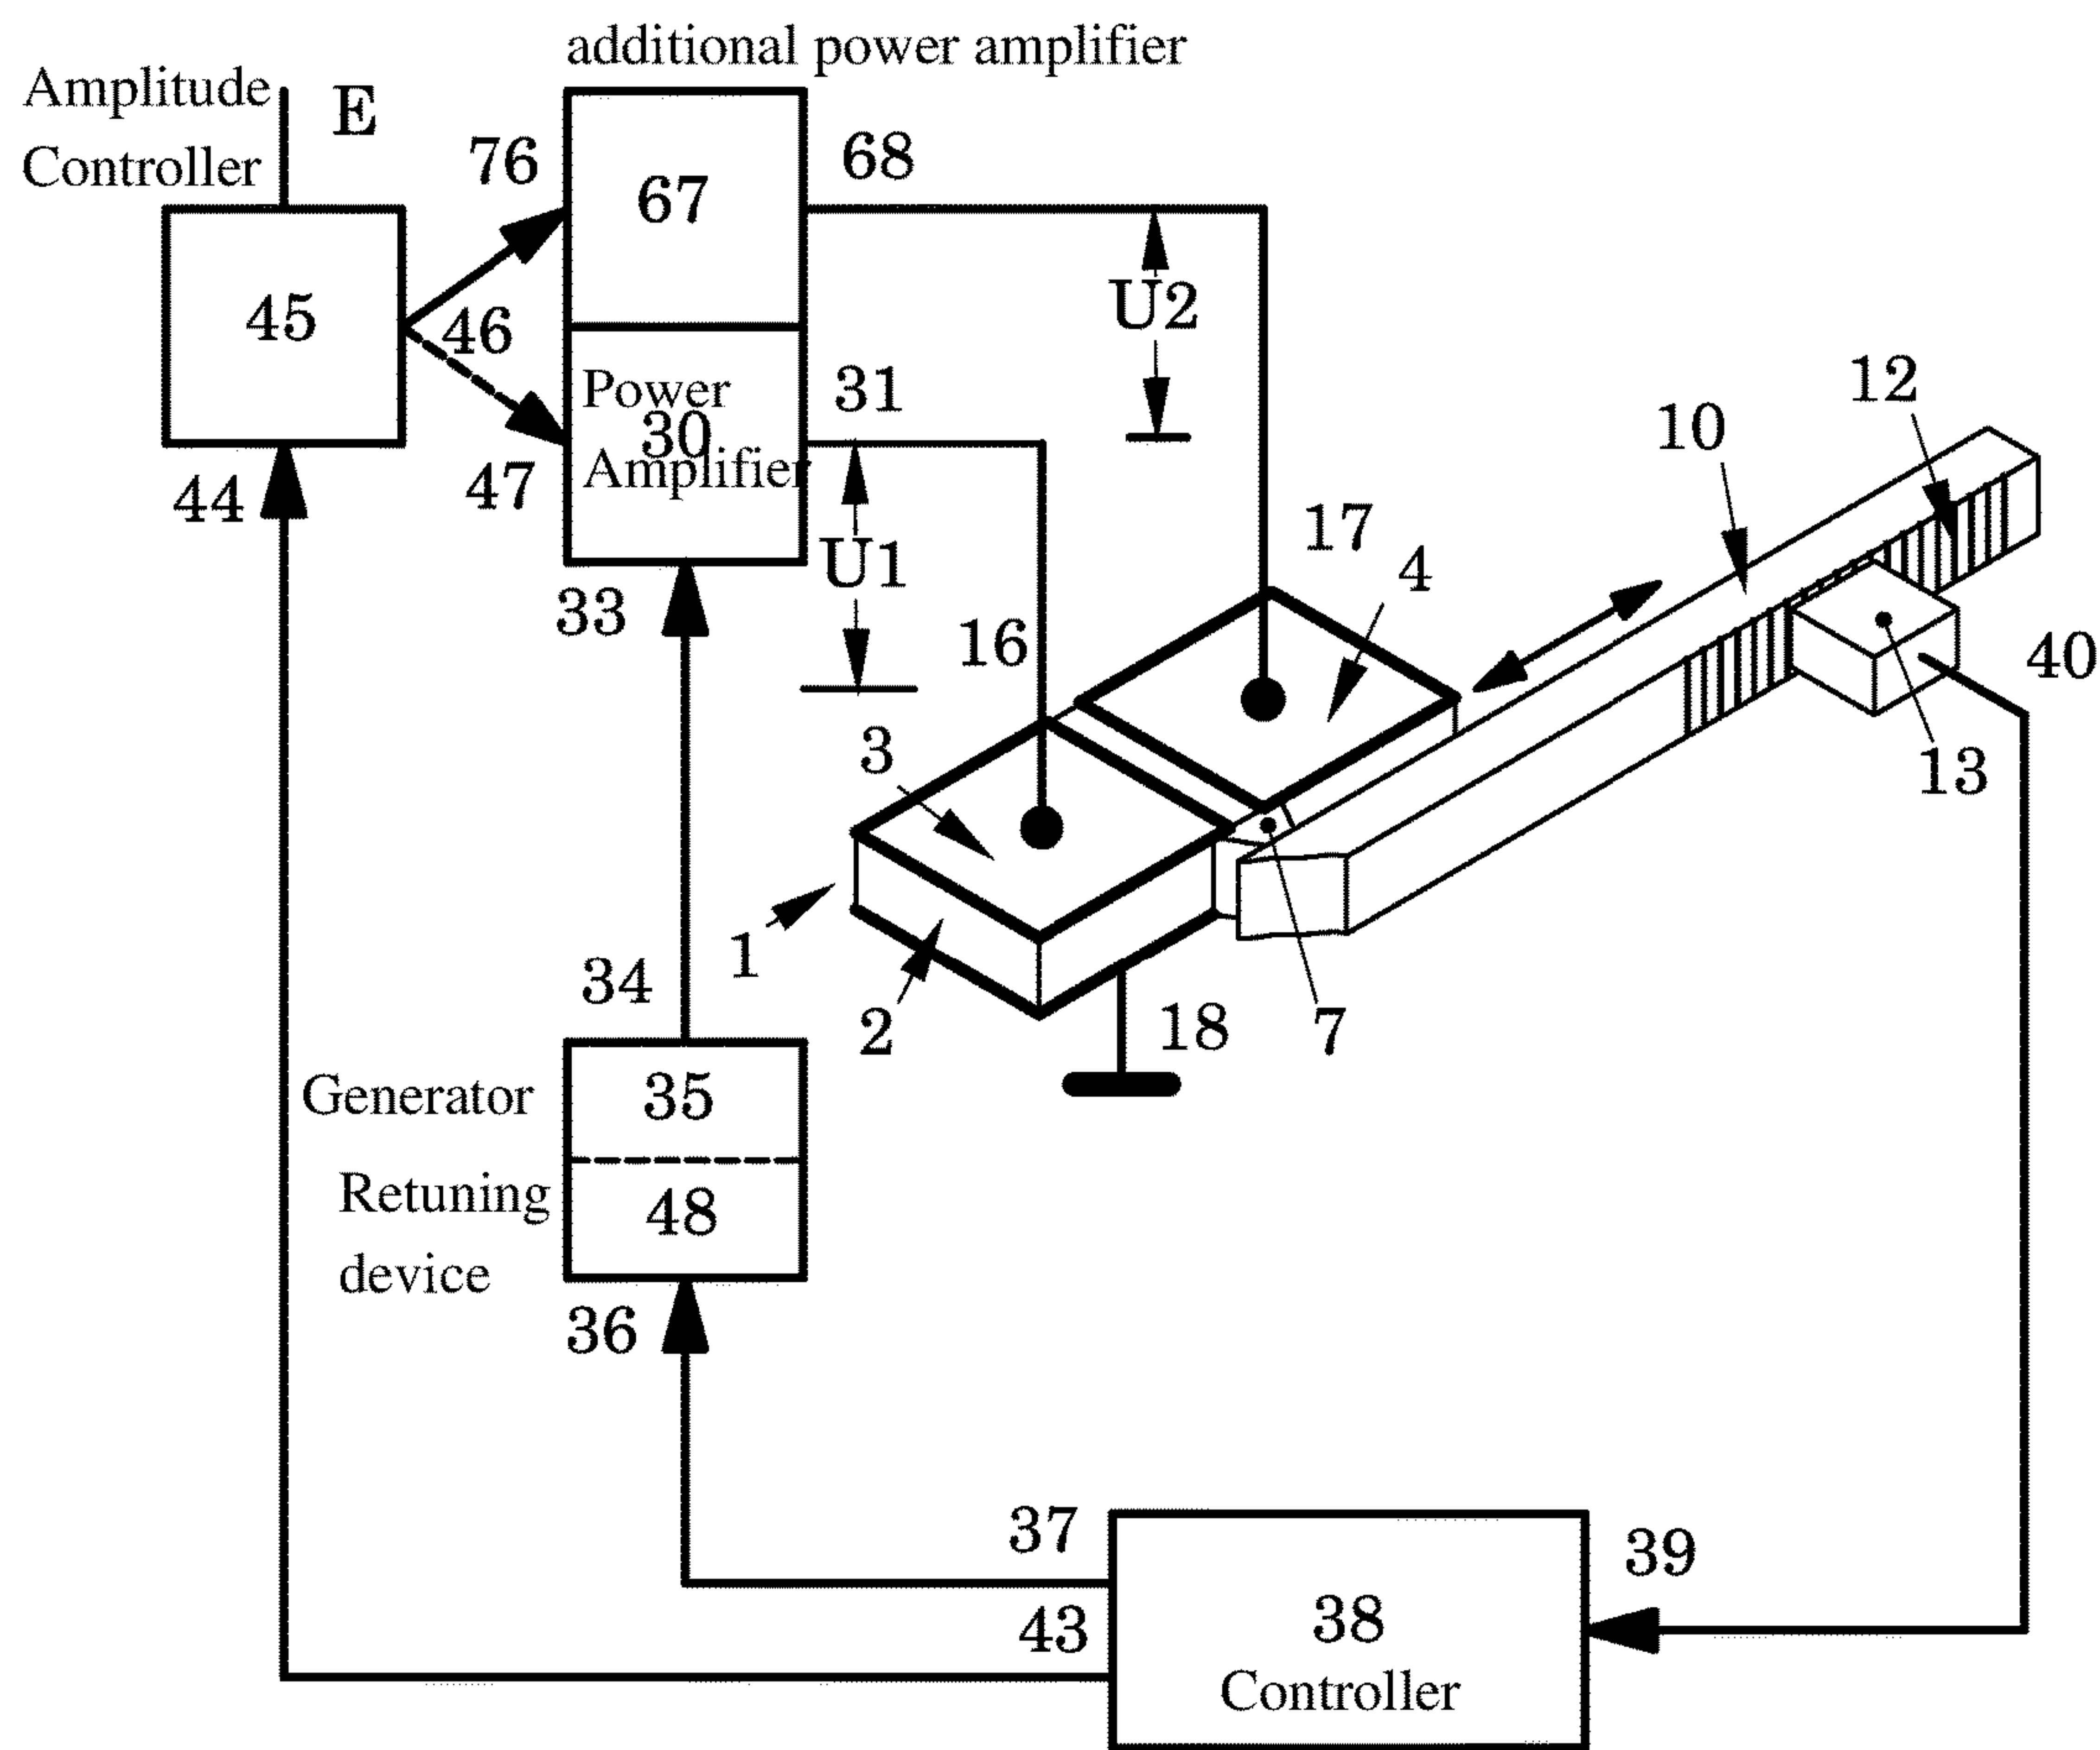 additional power amplifier
Amplitude
Controller
E
76
67
68
45
46
47
44
Power
30
Amplifier
31
U1
U2
33
16
17
4
10
12
40
13
3
1
2
18
7
34
Generator
35
Retuning
48
device
36
37
43
38
Controller
39